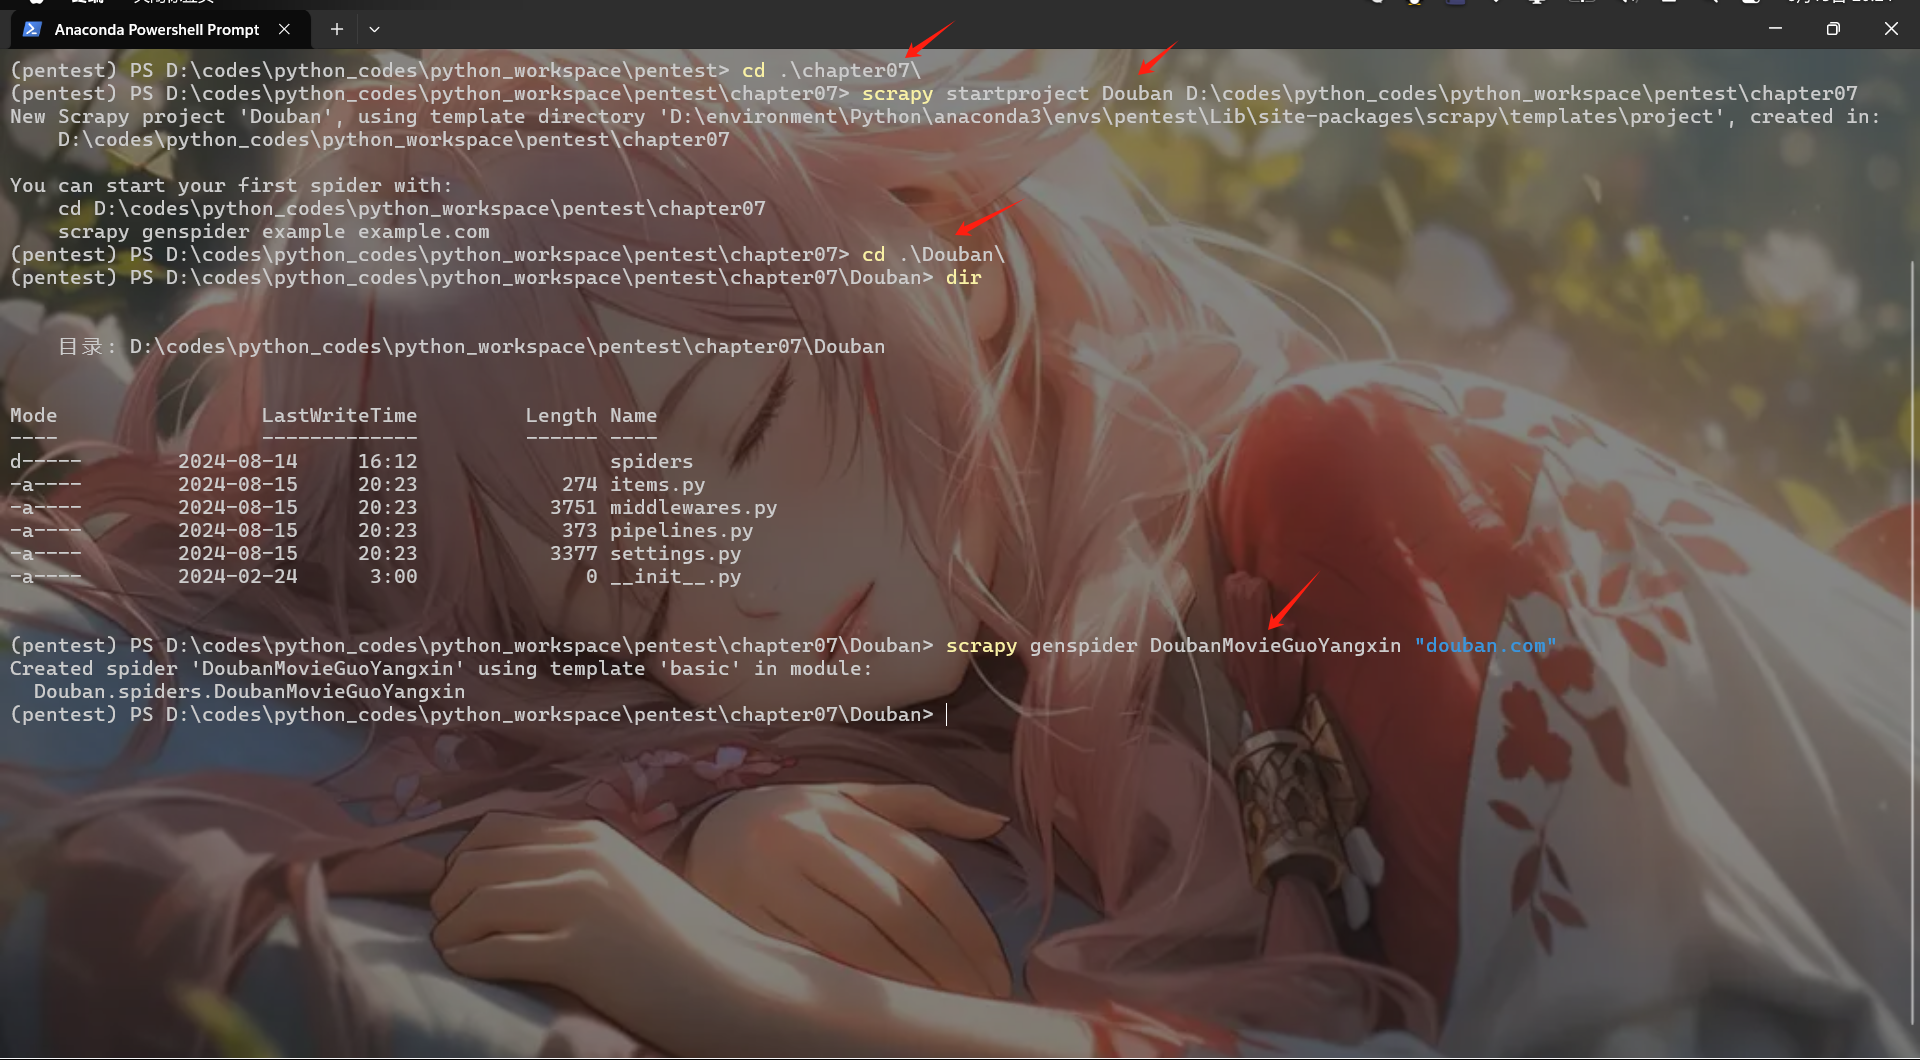 Anaconda Powershell Prompt
(pentest) PS D:\codes\python_codes\python_workspace\pentest> cd .\chapter07\
(pentest) PS D:\codes\python_codes\python_workspace\pentest\chapter07> scrapy startproject Douban D:\codes\python_codes\python_workspace\pentest\chapter07
New Scrapy project 'Douban', using template directory 'D:\environment\Python\anaconda3\envs\pentest\Lib\site-packages\scrapy\templates\project', created in:
    D:\codes\python_codes\python_workspace\pentest\chapter07
You can start your first spider with:
    cd D:\codes\python_codes\python_workspace\pentest\chapter07
    scrapy genspider example example.com
(pentest) PS D:\codes\python_codes\python_workspace\pentest\chapter07> cd .\Douban\
(pentest) PS D:\codes\python_codes\python_workspace\pentest\chapter07\Douban> dir
    目录: D:\codes\python_codes\python_workspace\pentest\chapter07\Douban
Mode                 LastWriteTime         Length Name
----                 -------------         ------ ----
d-----        2024-08-14     16:12                spiders
-a----        2024-08-15     20:23            274 items.py
-a----        2024-08-15     20:23           3751 middlewares.py
-a----        2024-08-15     20:23            373 pipelines.py
-a----        2024-08-15     20:23           3377 settings.py
-a----        2024-02-24      3:00              0 __init__.py
(pentest) PS D:\codes\python_codes\python_workspace\pentest\chapter07\Douban> scrapy genspider DoubanMovieGuoYangxin "douban.com"
Created spider 'DoubanMovieGuoYangxin' using template 'basic' in module:
  Douban.spiders.DoubanMovieGuoYangxin
(pentest) PS D:\codes\python_codes\python_workspace\pentest\chapter07\Douban>